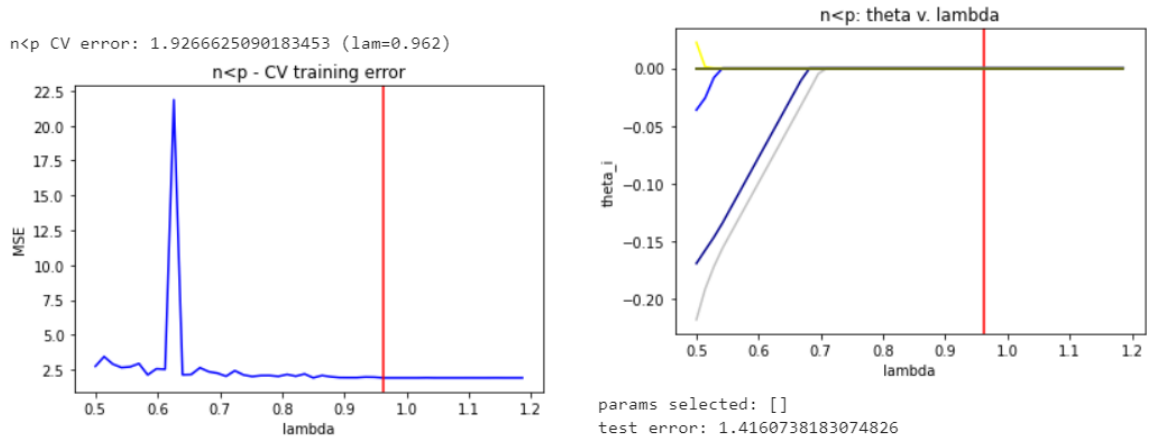 n<p CV error: 1.9266625090183453 (lam=0.962)
n<p - CV training error
22.5
20.0
17.5
15.0
12.5
10.0
7.5
5.0
2.5
MSE
0.5 0.6 0.7 0.8 0.9 1.0 1.1 1.2
lambda
n<p: theta v. lambda
0.00
−0.05
−0.10
−0.15
−0.20
theta_i
0.5 0.6 0.7 0.8 0.9 1.0 1.1 1.2
lambda
params selected: []
test error: 1.4160738183074826